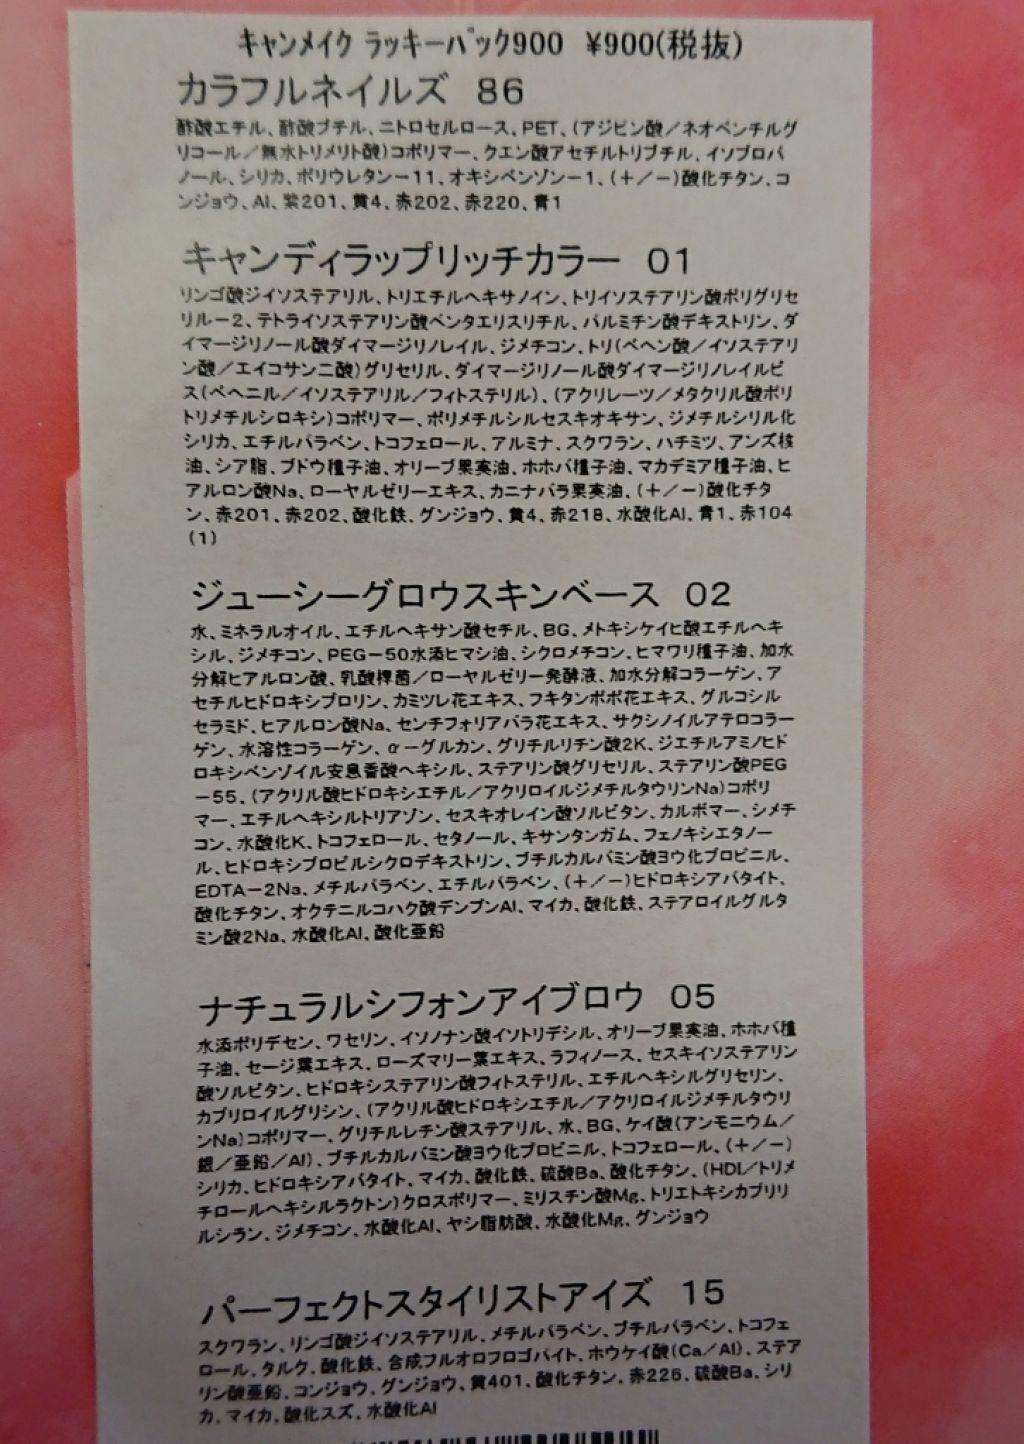 キャンメイク ラッキーパック900 ¥900(税抜)
カラフルネイルズ 86
酢酸エチル、酢酸ブチル、ニトロセルロース、PET、(アジピン酸/ネオペンチルグ
リコール/無水トリメリト酸)コポリマー、クエン酸アセチルトリブチル、イソプロパ
ノール、シリカ、ポリウレタン－11、オキシベンゾン－1、(+/－)酸化チタン、コ
ンジョウ、Al、紫201、黄4、赤202、赤220、青1
キャンディラップリッチカラー 01
リンゴ酸ジイソステアリル、トリエチルヘキサノイン、トリイソステアリン酸ポリグリセ
リル－2、テトライソステアリン酸ペンタエリスリチル、パルミチン酸デキストリン、ダ
イマージリノール酸ダイマージリノレイル、ジメチコン、トリ(ベヘン酸/イソステアリ
ン酸/エイコサン二酸)グリセリル、ダイマージリノール酸ダイマージリノレイルビ
ス(ベヘニル/イソステアリル/フィトステリル)、(アクリレーツ/メタクリル酸ポリ
トリメチルシロキシ)コポリマー、ポリメチルシルセスキオキサン、ジメチルシリル化
シリカ、エチルパラベン、トコフェロール、アルミナ、スクワラン、ハチミツ、アンズ核
油、シア脂、ブドウ種子油、オリーブ果実油、ホホバ種子油、マカデミア種子油、ヒ
アルロン酸Na、ローヤルゼリーエキス、カニナバラ果実油、(+/－)酸化チタ
ン、赤201、赤202、酸化鉄、グンジョウ、黄4、赤218、水酸化Al、青1、赤104
(1)
ジューシーグロウスキンベース 02
水、ミネラルオイル、エチルヘキサン酸セチル、BG、メトキシケイヒ酸エチルヘキ
シル、ジメチコン、PEG－50水添ヒマシ油、シクロメチコン、ヒマワリ種子油、加水
分解ヒアルロン酸、乳酸桿菌/ローヤルゼリー発酵液、加水分解コラーゲン、ア
セチルヒドロキシプロリン、カミツレ花エキス、フキタンポポ花エキス、グルコシル
セラミド、ヒアルロン酸Na、センチフォリアバラ花エキス、サクシノイルアテロコラー
ゲン、水溶性コラーゲン、α－グルカン、グリチルリチン酸2K、ジエチルアミノヒド
ロキシベンゾイル安息香酸ヘキシル、ステアリン酸グリセリル、ステアリン酸PEG
－55、(アクリル酸ヒドロキシエチル/アクリロイルジメチルタウリンNa)コポリ
マー、エチルヘキシルトリアゾン、セスキオレイン酸ソルビタン、カルボマー、シメチ
コン、水酸化K、トコフェロール、セタノール、キサンタンガム、フェノキシエタノー
ル、ヒドロキシプロピルシクロデキストリン、ブチルカルバミン酸ヨウ化プロピニル、
EDTA－2Na、メチルパラベン、エチルパラベン、(+/－)ヒドロキシアパタイト、
酸化チタン、オクテニルコハク酸デンプンAl、マイカ、酸化鉄、ステアロイルグルタ
ミン酸2Na、水酸化Al、酸化亜鉛
ナチュラルシフォンアイブロウ 05
水添ポリデセン、ワセリン、イソノナン酸イソトリデシル、オリーブ果実油、ホホバ種
子油、セージ葉エキス、ローズマリー葉エキス、ラフィノース、セスキイソステアリン
酸ソルビタン、ヒドロキシステアリン酸フィトステリル、エチルヘキシルグリセリン、
カプリロイルグリシン、(アクリル酸ヒドロキシエチル/アクリロイルジメチルタウリ
ンNa)コポリマー、グリチルレチン酸ステアリル、水、BG、ケイ酸(アンモニウム/
銀/亜鉛/Al)、ブチルカルバミン酸ヨウ化プロピニル、トコフェロール、(+/－)
シリカ、ヒドロキシアパタイト、マイカ、酸化鉄、硫酸Ba、酸化チタン、(HDI/トリメ
チロールヘキシルラクトン)クロスポリマー、ミリスチン酸Mg、トリエトキシカプリリ
ルシラン、ジメチコン、水酸化Al、ヤシ脂肪酸、水酸化Mg、グンジョウ
パーフェクトスタイリストアイズ 15
スクワラン、リンゴ酸ジイソステアリル、メチルパラベン、ブチルパラベン、トコフェ
ロール、タルク、酸化鉄、合成フルオロフロゴパイト、ホウケイ酸(Ca/Al)、ステア
リン酸亜鉛、コンジョウ、グンジョウ、黄401、酸化チタン、赤226、硫酸Ba、シリ
カ、マイカ、酸化スズ、水酸化Al